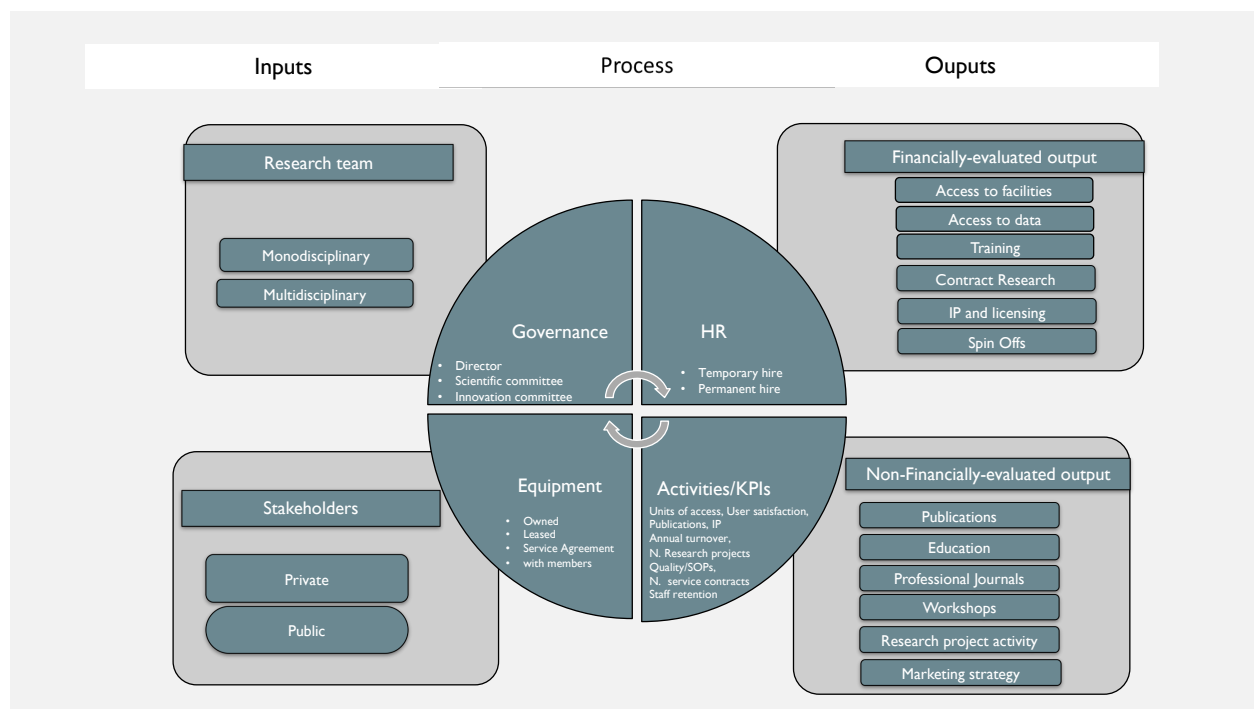 Inputs
Process
Ouputs
Research team
Monodisciplinary
Multidisciplinary
Stakeholders
Private
Public
Governance
• Director
• Scientific committee
• Innovation committee
HR
• Temporary hire
• Permanent hire
Equipment
• Owned
• Leased
• Service Agreement
• with members
Activities/KPIs
Units of access, User satisfaction,
Publications, IP
Annual turnover,
N. Research projects
Quality/SOPs,
N. service contracts
Staff retention
Financially-evaluated output
Access to facilities
Access to data
Training
Contract Research
IP and licensing
Spin Offs
Non-Financially-evaluated output
Publications
Education
Professional Journals
Workshops
Research project activity
Marketing strategy